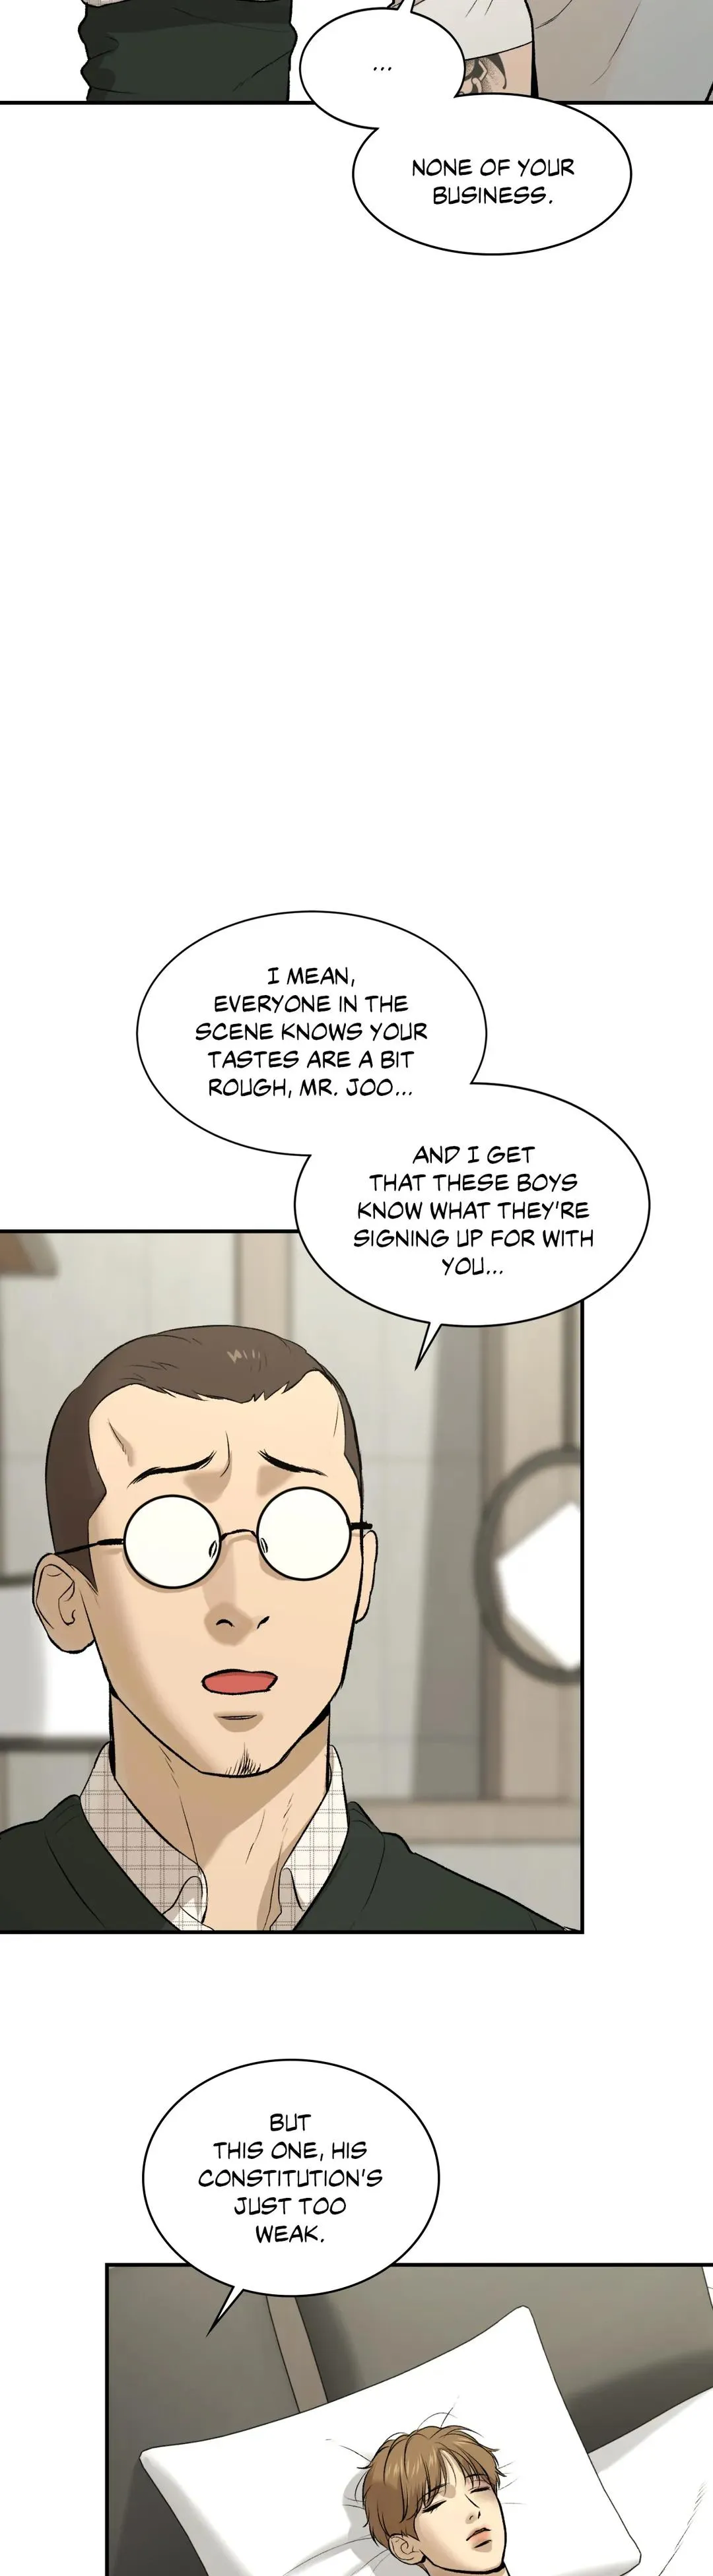 ...
NONE OF YOUR
BUSINESS.
I MEAN,
EVERYONE IN THE
SCENE KNOWS YOUR
TASTES ARE A BIT
ROUGH, MR. JOO...
AND I GET
THAT THESE BOYS
KNOW WHAT THEY'RE
SIGNING UP FOR WITH
YOU...
BUT
THIS ONE, HIS
CONSTITUTION'S
JUST TOO
WEAK.